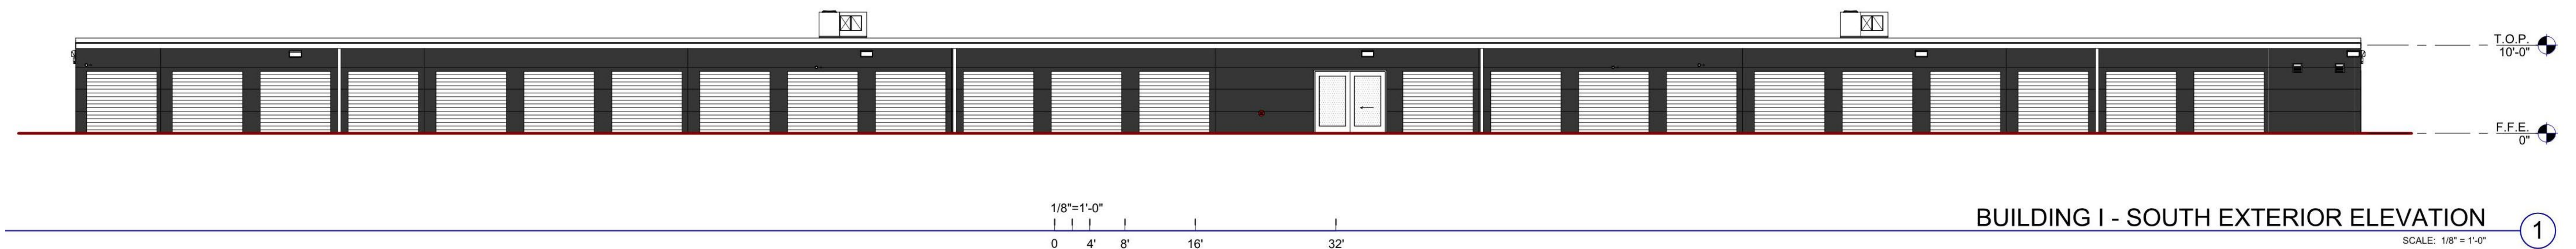 T.O.P.
10'-0"
F.F.E.
0"
1/8"=1'-0"
0 4' 8' 16' 32'
BUILDING I - SOUTH EXTERIOR ELEVATION
SCALE: 1/8" = 1'-0"
1